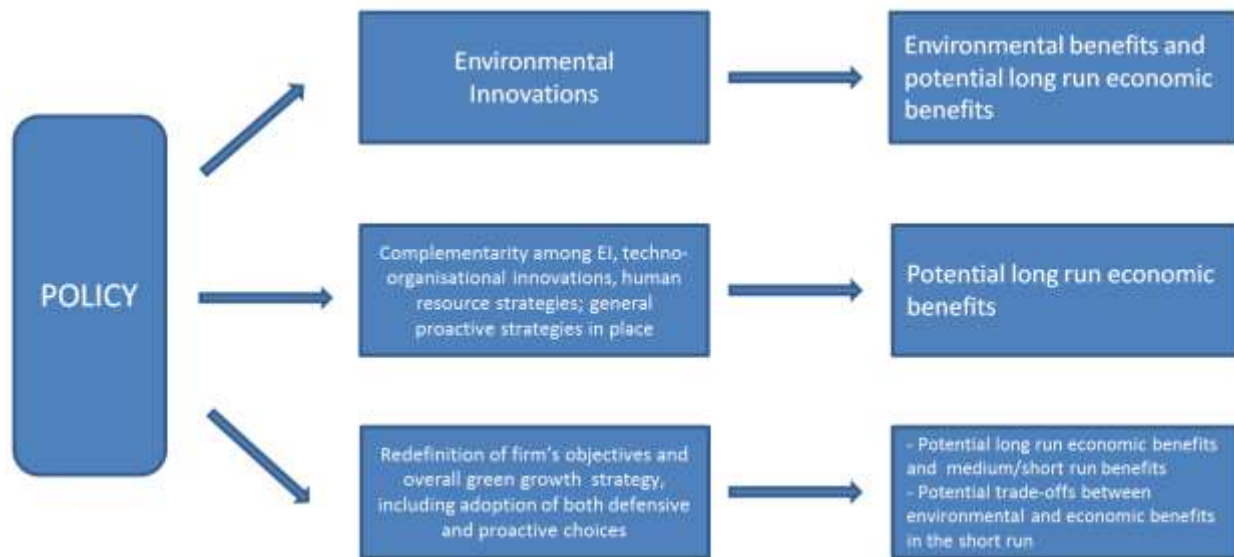 POLICY
Environmental
Innovations
Environmental benefits and
potential long run economic
benefits
Complementarity among EI, techno-
organisational innovations, human
resource strategies; general
proactive strategies in place
Potential long run economic
benefits
Redefinition of firm's objectives and
overall green growth strategy,
including adoption of both defensive
and proactive choices
- Potential long run economic benefits
and medium/short run benefits
- Potential trade-offs between
environmental and economic benefits
in the short run